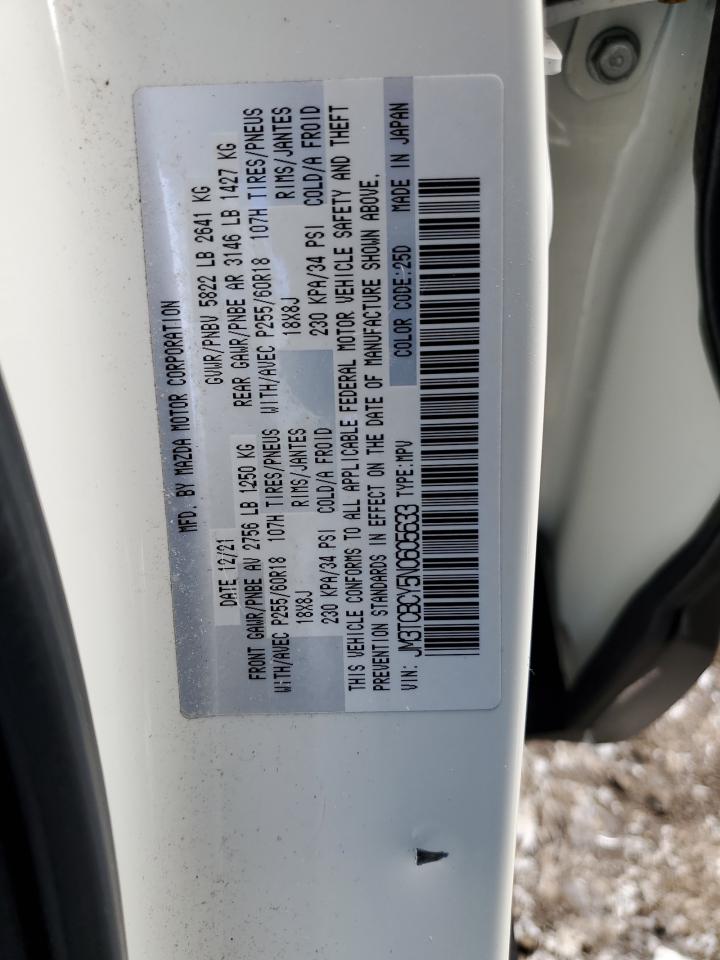 MFD. BY MAZDA MOTOR CORPORATION
DATE 12/21 GVWR/PNBV 5822 LB 2641 KG
FRONT GAWR/PNBE AV 2756 LB 1250 KG REAR GAWR/PNBE AR 3146 LB 1427 KG
WITH/AVEC P255/60R18 107H TIRES/PNEUS WITH/AVEC P255/60R18 107H TIRES/PNEUS
18X8J RIMS/JANTES 18X8J RIMS/JANTES
230 KPA/34 PSI COLD/A FROID 230 KPA/34 PSI COLD/A FROID
THIS VEHICLE CONFORMS TO ALL APPLICABLE FEDERAL MOTOR VEHICLE SAFETY AND THEFT
PREVENTION STANDARDS IN EFFECT ON THE DATE OF MANUFACTURE SHOWN ABOVE.
VIN: JM3TCBCY5N0605633 TYPE:MPV COLOR CODE:25D MADE IN JAPAN